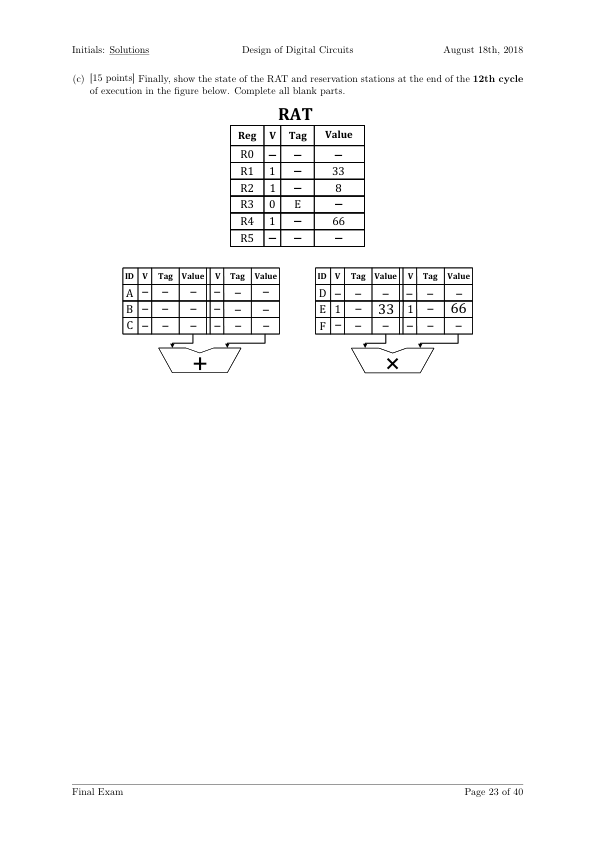 Initials: Solutions Design of Digital Circuits August 18th, 2018
(c) [15 points] Finally, show the state of the RAT and reservation stations at the end of the 12th cycle
of execution in the figure below. Complete all blank parts.
RAT
Reg V Tag Value
R0 – – –
R1 1 – 33
R2 1 – 8
R3 0 E –
R4 1 – 66
R5 – – –
ID V Tag Value V Tag Value
A – – – – – –
B – – – – – –
C – – – – – –
+
ID V Tag Value V Tag Value
D – – – – – –
E 1 – 33 1 – 66
F – – – – – –
×
Final Exam Page 23 of 40